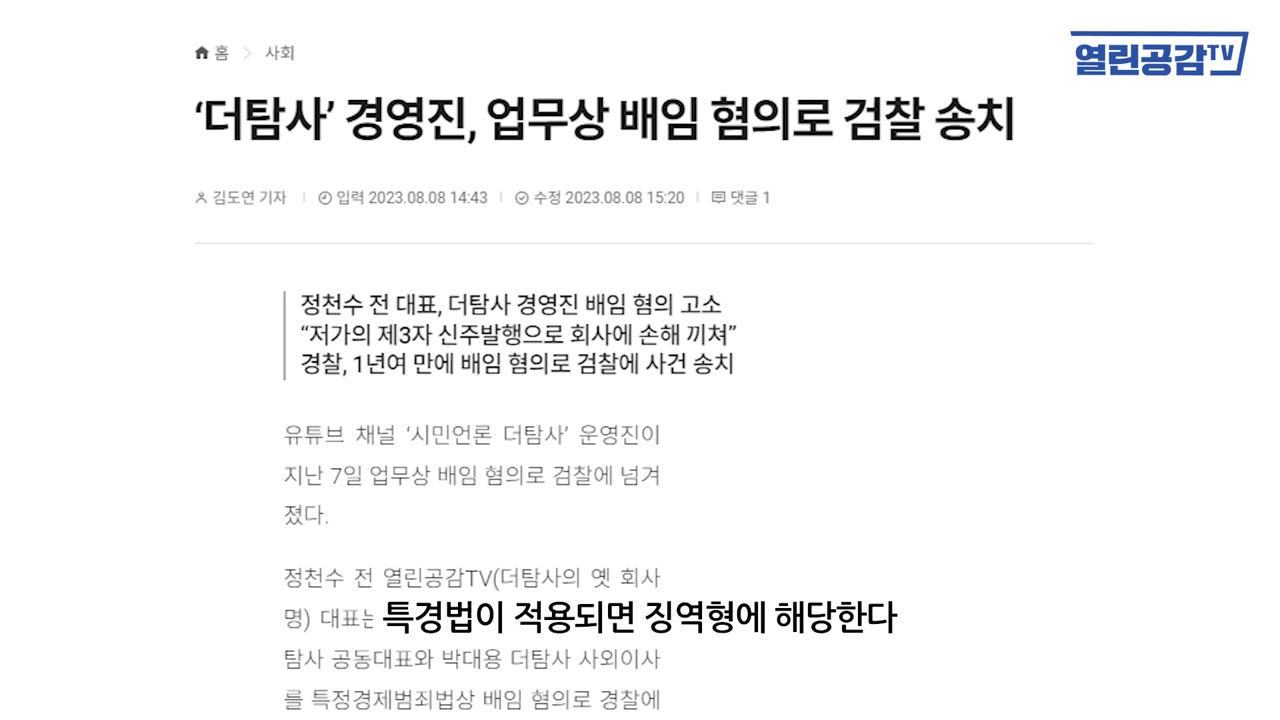 홈 > 사회
열린공감TV
‘더탐사’ 경영진, 업무상 배임 혐의로 검찰 송치
김도연 기자 | 입력 2023.08.08 14:43 | 수정 2023.08.08 15:20 | 댓글 1
정천수 전 대표, 더탐사 경영진 배임 혐의 고소
“저가의 제3자 신주발행으로 회사에 손해 끼쳐”
경찰, 1년여 만에 배임 혐의로 검찰에 사건 송치
유튜브 채널 ‘시민언론 더탐사’ 운영진이
지난 7일 업무상 배임 혐의로 검찰에 넘겨
졌다.
정천수 전 열린공감TV(더탐사의 옛 회사
명) 대표는
특경법이 적용되면 징역형에 해당한다
탐사 공동대표와 박대용 더탐사 사외이사
를 특정경제범죄법상 배임 혐의로 경찰에